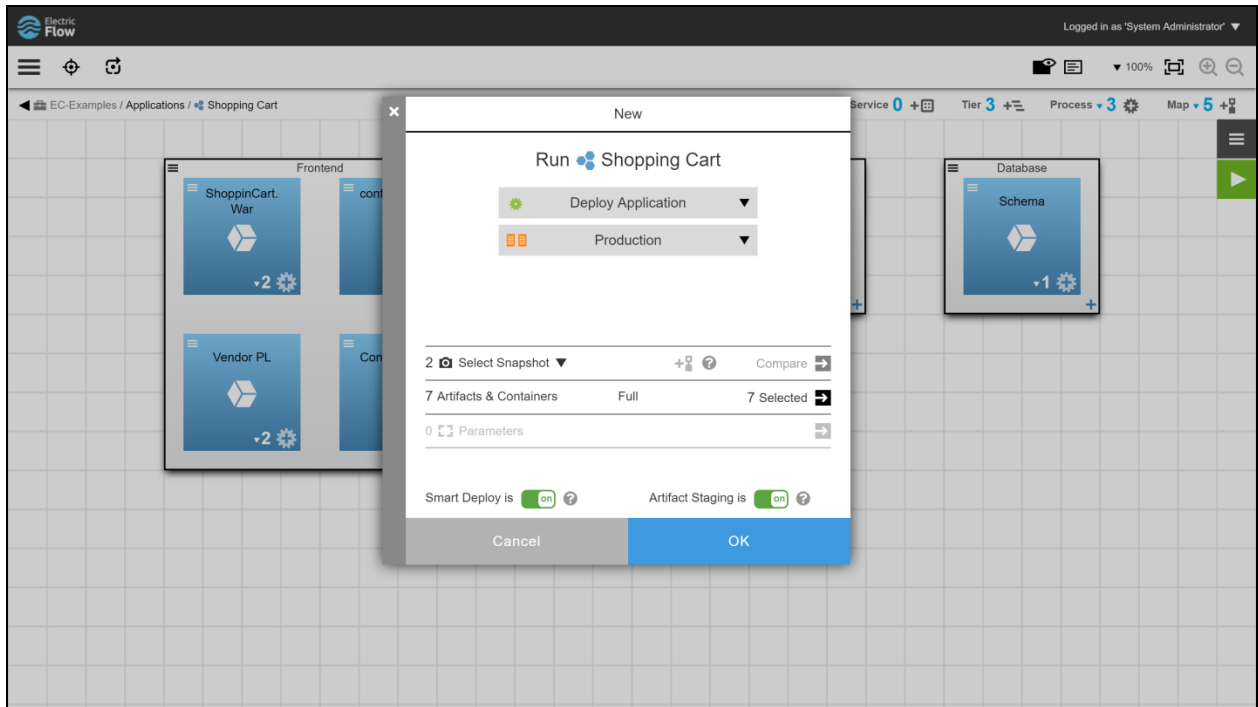 Electric
Flow
Logged in as 'System Administrator'
100%
EC-Examples / Applications / Shopping Cart
Service 0
Tier 3
Process 3
Map 5
New
Run Shopping Cart
Deploy Application
Production
2 Select Snapshot
Compare
7 Artifacts & Containers Full 7 Selected
0 Parameters
Smart Deploy is on
Artifact Staging is on
Cancel
OK
Frontend
ShoppinCart.
War
2
Vendor PL
2
Database
Schema
1